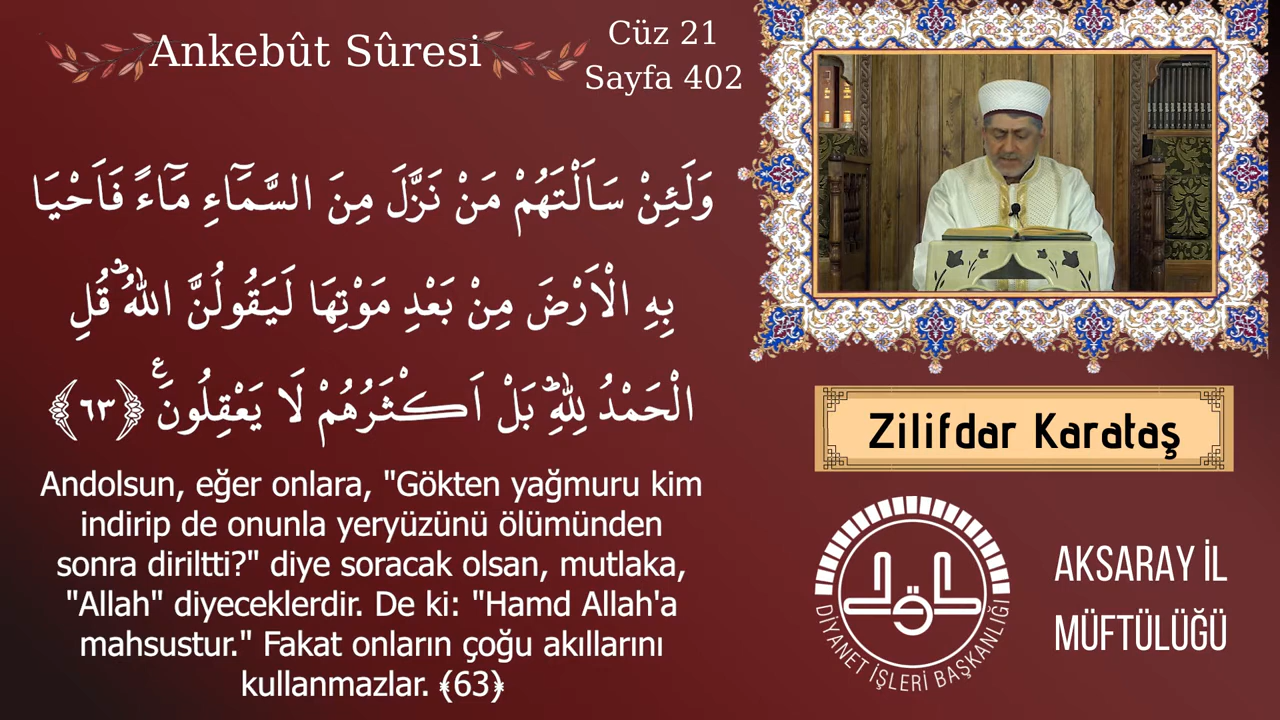 Ankebût Sûresi
Cüz 21
Sayfa 402
وَلَئِنْ سَاَلْتَهُمْ مَنْ نَزَّلَ مِنَ السَّمَٓاءِ مَٓاءً فَاَحْيَا
بِهِ الْاَرْضَ مِنْ بَعْدِ مَوْتِهَا لَيَقُولُنَّ اللّٰهُۜ قُلِ
الْحَمْدُ لِلّٰهِۜ بَلْ اَكْثَرُهُمْ لَا يَعْقِلُونَ۟ ﴿٦٣﴾
Andolsun, eğer onlara, "Gökten yağmuru kim
indirip de onunla yeryüzünü ölümünden
sonra diriltti?" diye soracak olsan, mutlaka,
"Allah" diyeceklerdir. De ki: "Hamd Allah'a
mahsustur." Fakat onların çoğu akıllarını
kullanmazlar. ﴾63﴿
Zilifdar Karataş
DİYANET İŞLERİ BAŞKANLIĞI
AKSARAY İL
MÜFTÜLÜĞÜ